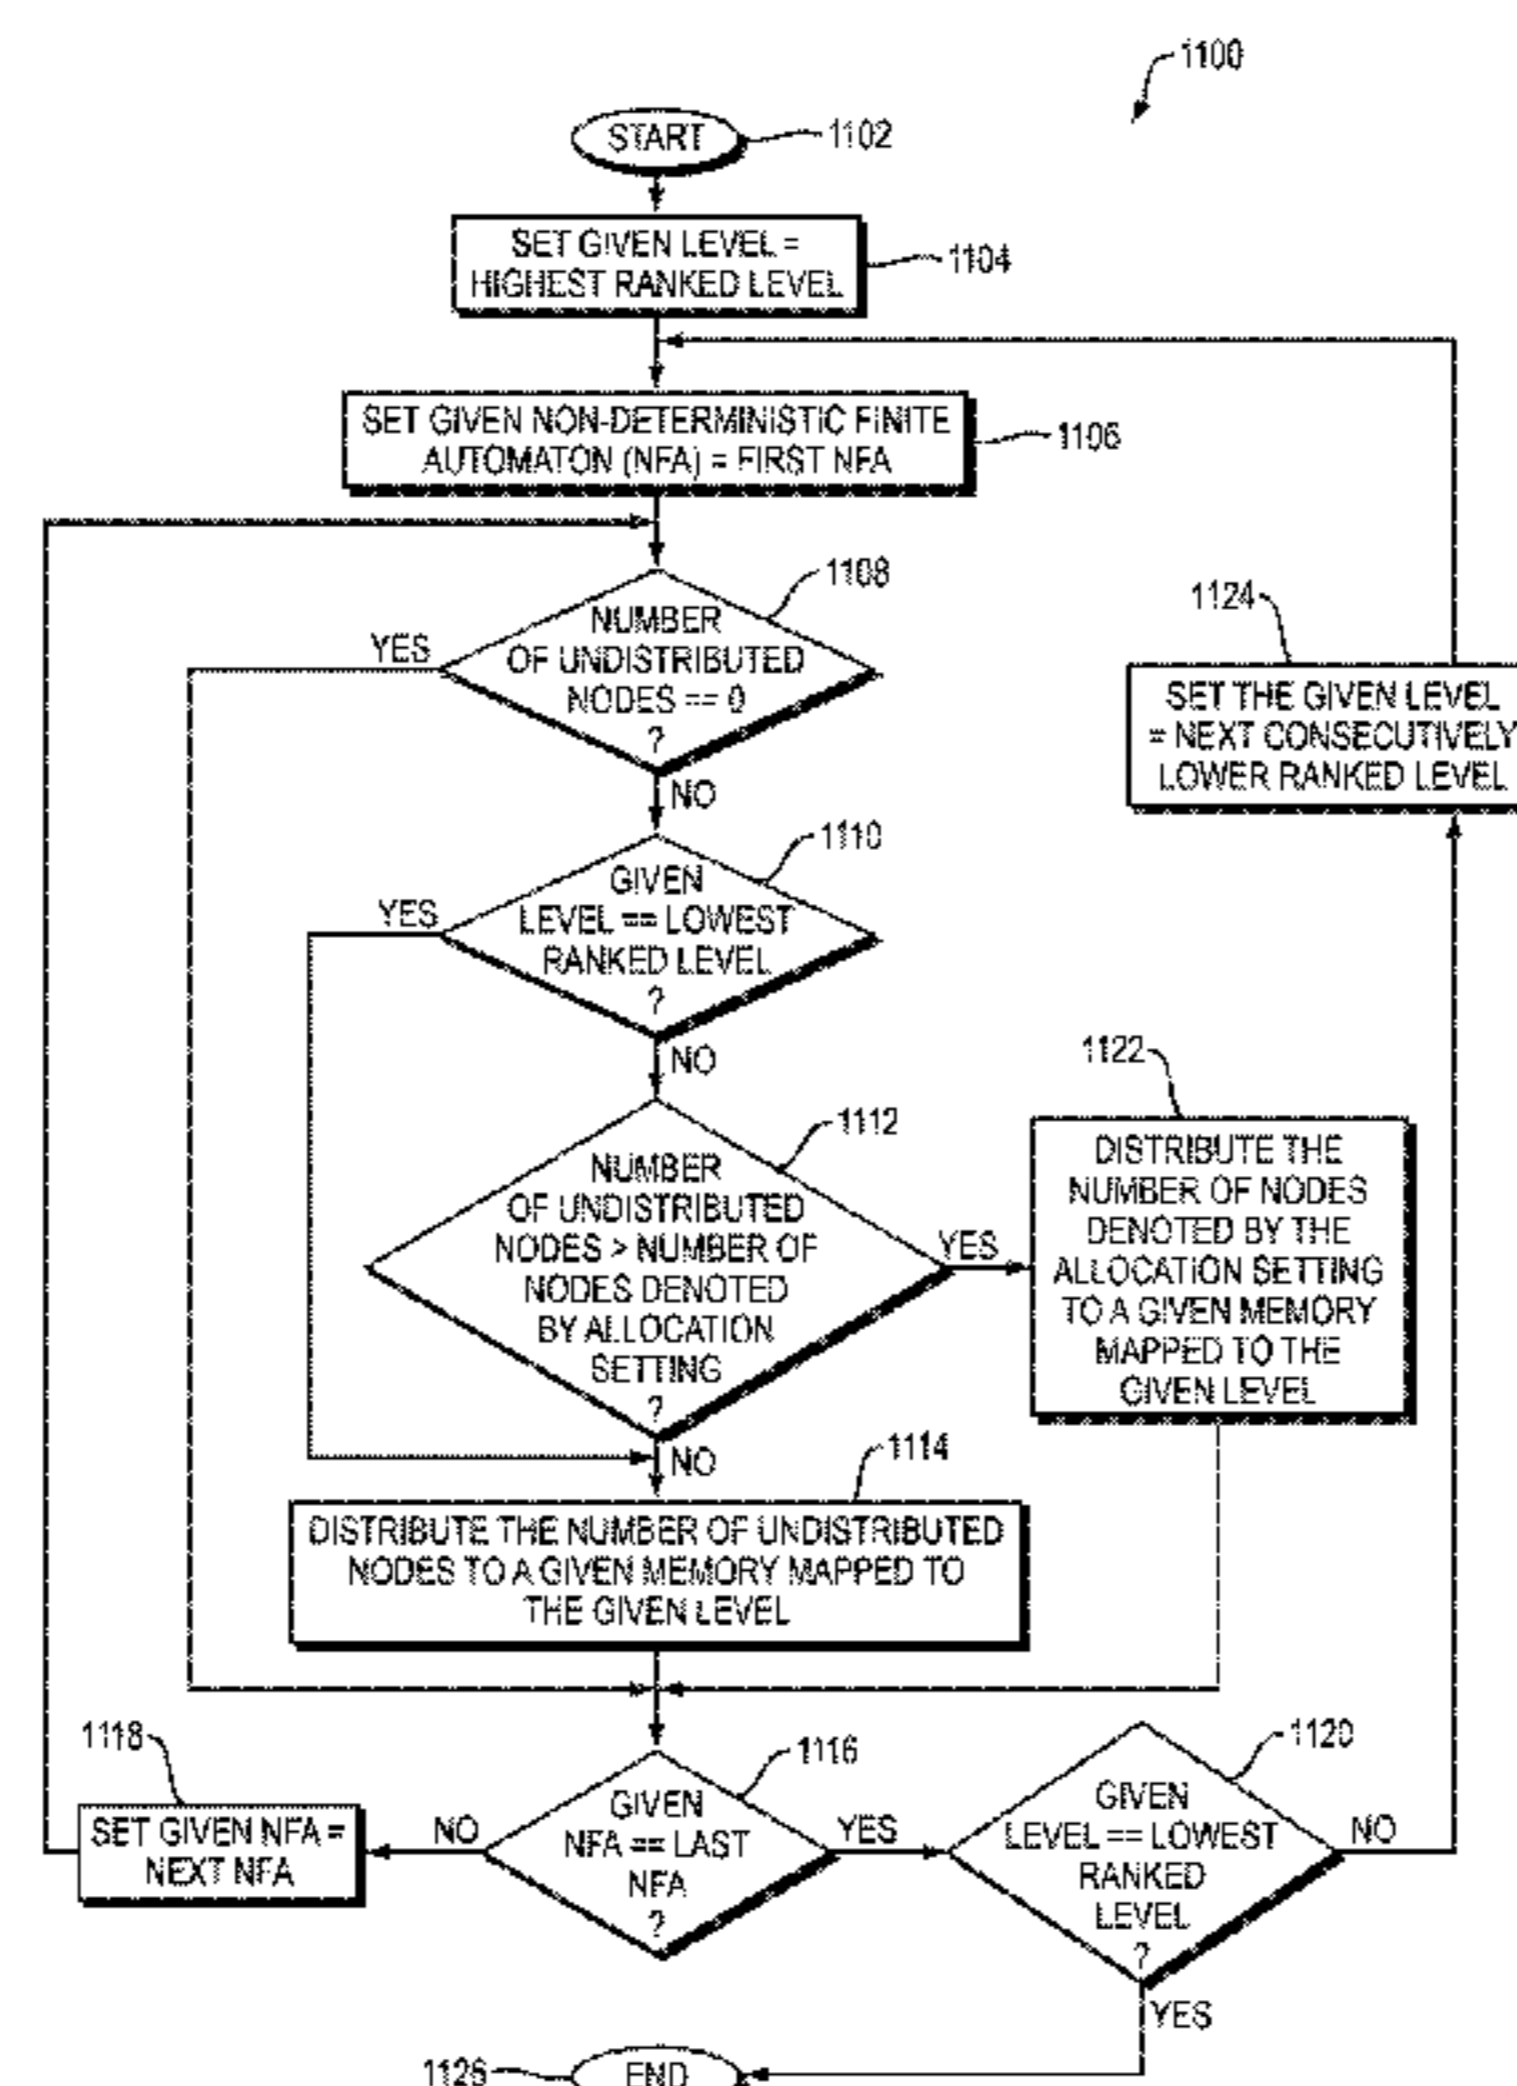 1100
START
1102
SET GIVEN LEVEL =
HIGHEST RANKED LEVEL
1104
SET GIVEN NON-DETERMINISTIC FINITE
AUTOMATON (NFA) = FIRST NFA
1106
1108
NUMBER
OF UNDISTRIBUTED
NODES == 0
?
YES
NO
1124
SET THE GIVEN LEVEL
= NEXT CONSECUTIVELY
LOWER RANKED LEVEL
1110
GIVEN
LEVEL == LOWEST
RANKED LEVEL
?
YES
NO
1112
NUMBER
OF UNDISTRIBUTED
NODES > NUMBER OF
NODES DENOTED
BY ALLOCATION
SETTING
?
YES
NO
1122
DISTRIBUTE THE
NUMBER OF NODES
DENOTED BY THE
ALLOCATION SETTING
TO A GIVEN MEMORY
MAPPED TO THE
GIVEN LEVEL
1114
DISTRIBUTE THE NUMBER OF UNDISTRIBUTED
NODES TO A GIVEN MEMORY MAPPED TO
THE GIVEN LEVEL
1118
SET GIVEN NFA =
NEXT NFA
NO
1116
GIVEN
NFA == LAST
NFA
?
YES
1120
GIVEN
LEVEL == LOWEST
RANKED
LEVEL
?
NO
YES
1126
END